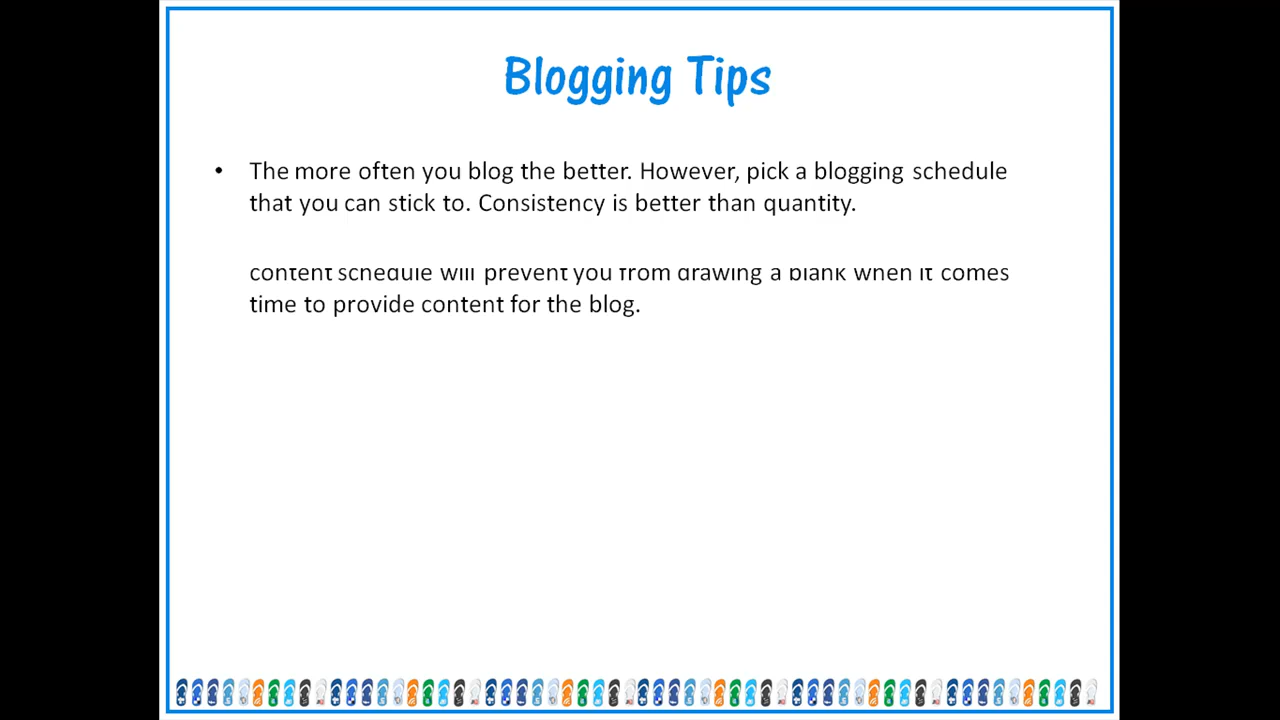 Blogging Tips
• The more often you blog the better. However, pick a blogging schedule
that you can stick to. Consistency is better than quantity.
content schedule will prevent you from drawing a blank when it comes
time to provide content for the blog.